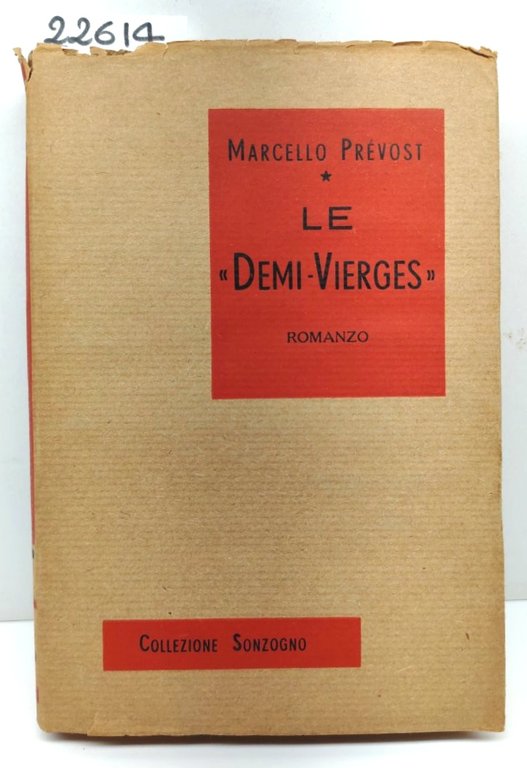 22614
MARCELLO PRÉVOST
★
LE
«DEMI-VIERGES»
ROMANZO
COLLEZIONE SONZOGNO